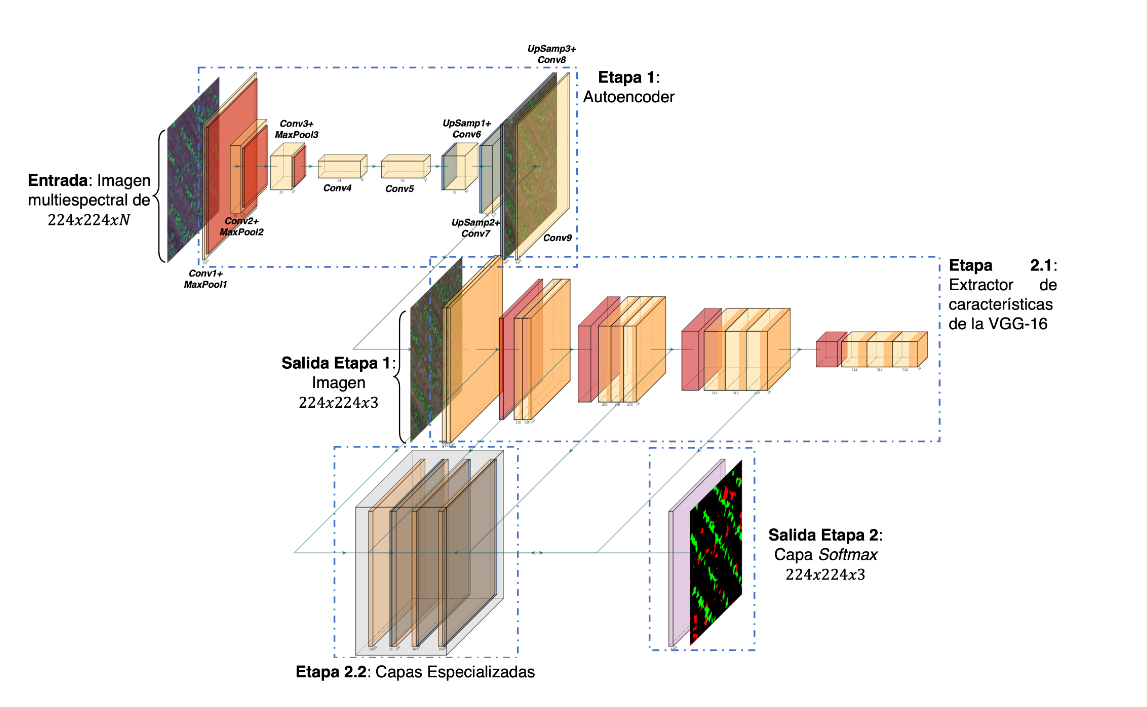 UpSamp3+
Conv8
Etapa 1:
Autoencoder
Conv3+
MaxPool3
UpSamp1+
Conv6
Entrada: Imagen
multiespectral de
224x224xN
Conv4
Conv5
Conv2+
MaxPool2
UpSamp2+
Conv7
Conv9
Conv1+
MaxPool1
Etapa 2.1:
Extractor de
características
de la VGG-16
Salida Etapa 1:
Imagen
224x224x3
Salida Etapa 2:
Capa Softmax
224x224x3
Etapa 2.2: Capas Especializadas